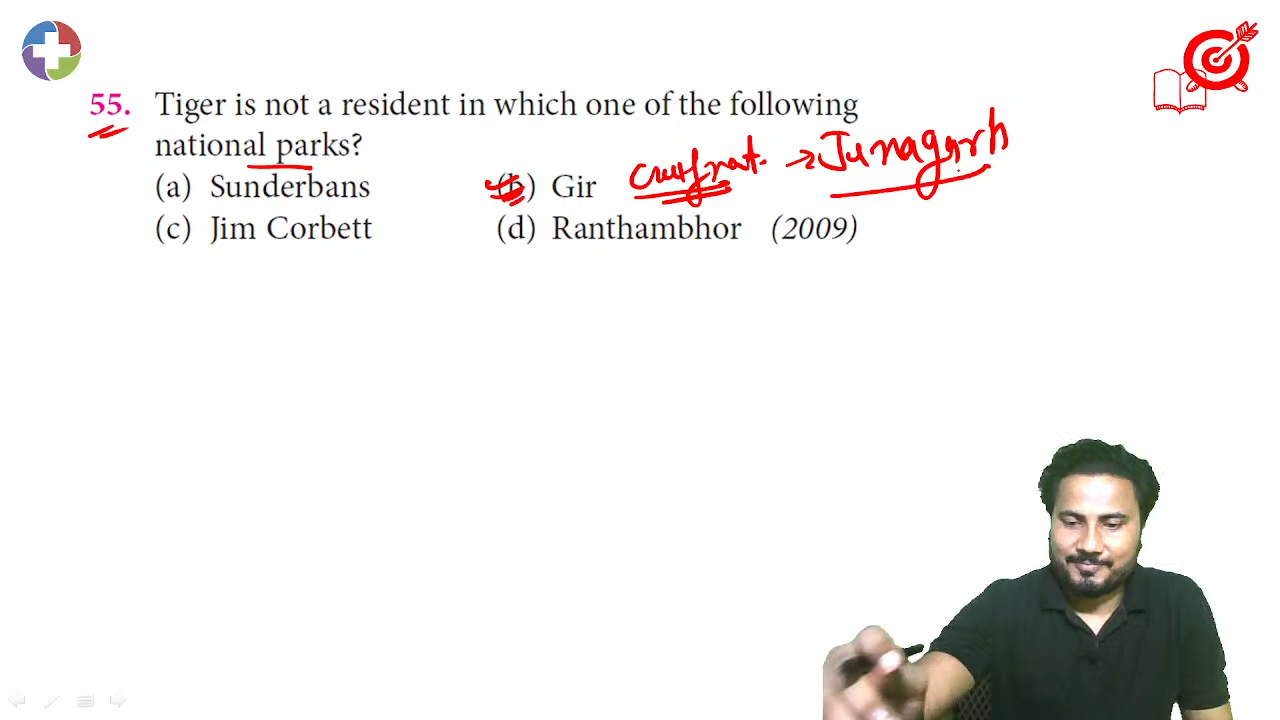 55. Tiger is not a resident in which one of the following
national parks?
(a) Sunderbans (b) Gir → Junagarh
(c) Jim Corbett (d) Ranthambhor (2009)